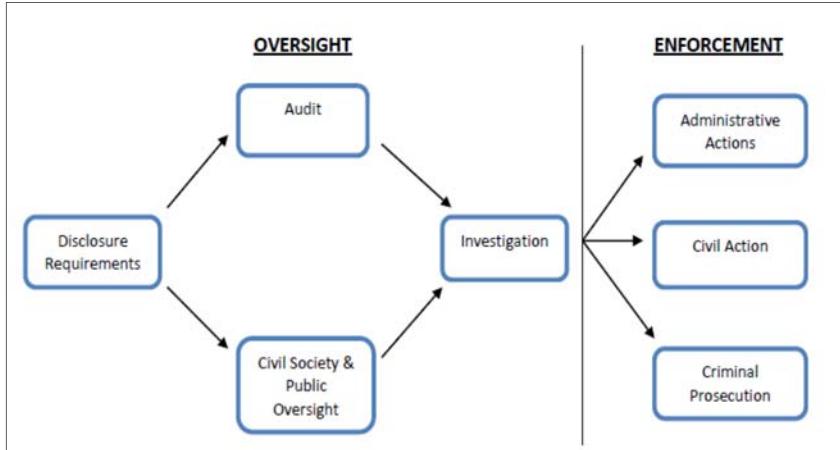 OVERSIGHT
ENFORCEMENT
Audit
Administrative
Actions
Disclosure
Requirements
Investigation
Civil Action
Civil Society &
Public
Oversight
Criminal
Prosecution